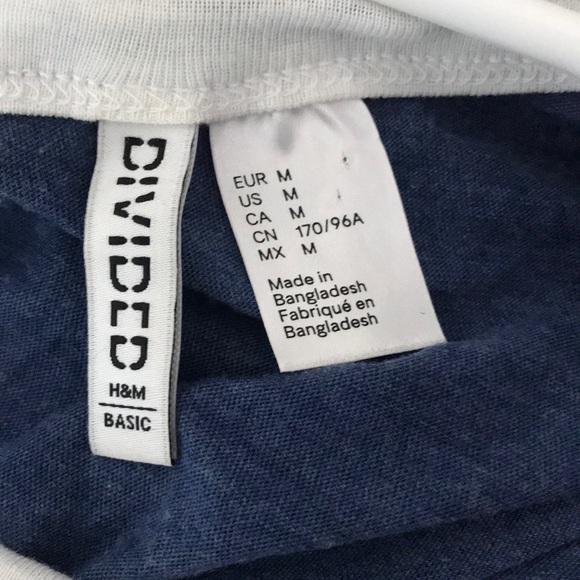 DIVIDED
H&M
BASIC
EUR M
US M
CA M
CN 170/96A
MX M
Made in
Bangladesh
Fabriqué en
Bangladesh